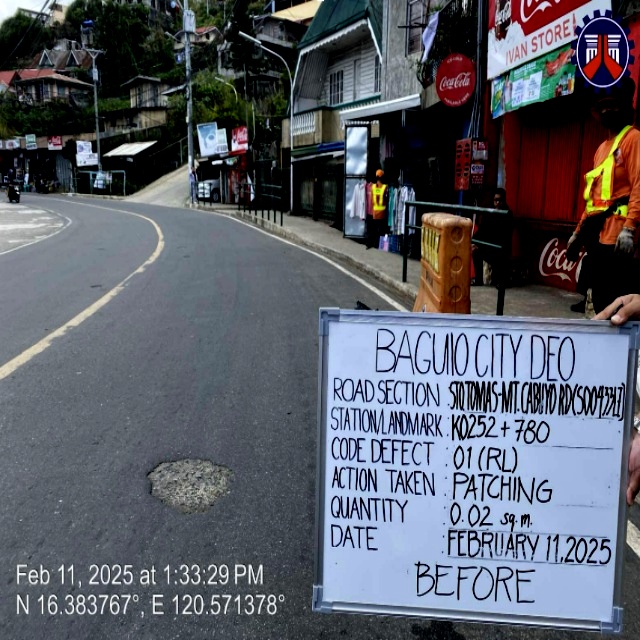 Coca-Cola
IVAN STORE
Coca-Cola
Coca-Cola
BAGUIO CITY DEO
ROAD SECTION : STO TOMAS-MT. CABUYO RD
STATION/LANDMARK : K0252 + 780
CODE DEFECT : 01 (RL)
ACTION TAKEN : PATCHING
QUANTITY : 0.02 sq.m.
DATE : FEBRUARY 11, 2025
BEFORE
Feb 11, 2025 at 1:33:29 PM
N 16.383767°, E 120.571378°